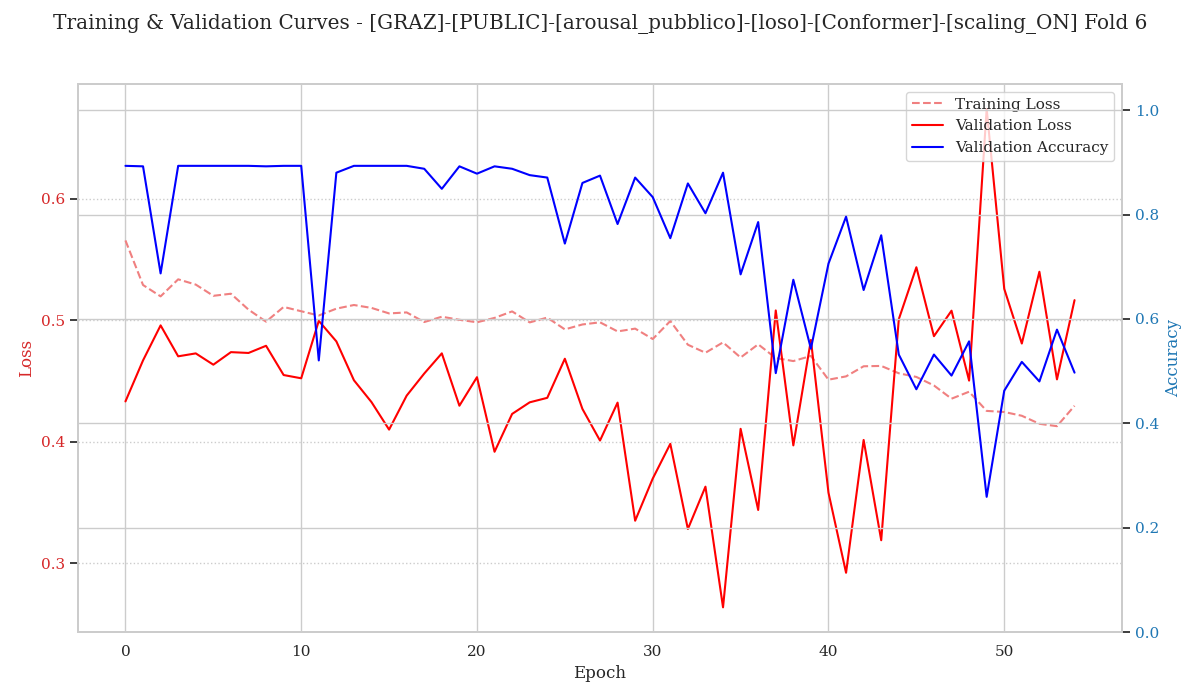 Training & Validation Curves - [GRAZ]-[PUBLIC]-[arousal_pubblico]-[loso]-[Conformer]-[scaling_ON] Fold 6
Training Loss
Validation Loss
Validation Accuracy
1.0
0.8
0.6
0.4
0.2
0.0
Accuracy
0.6
0.5
0.4
0.3
Loss
0
10
20
30
40
50
Epoch